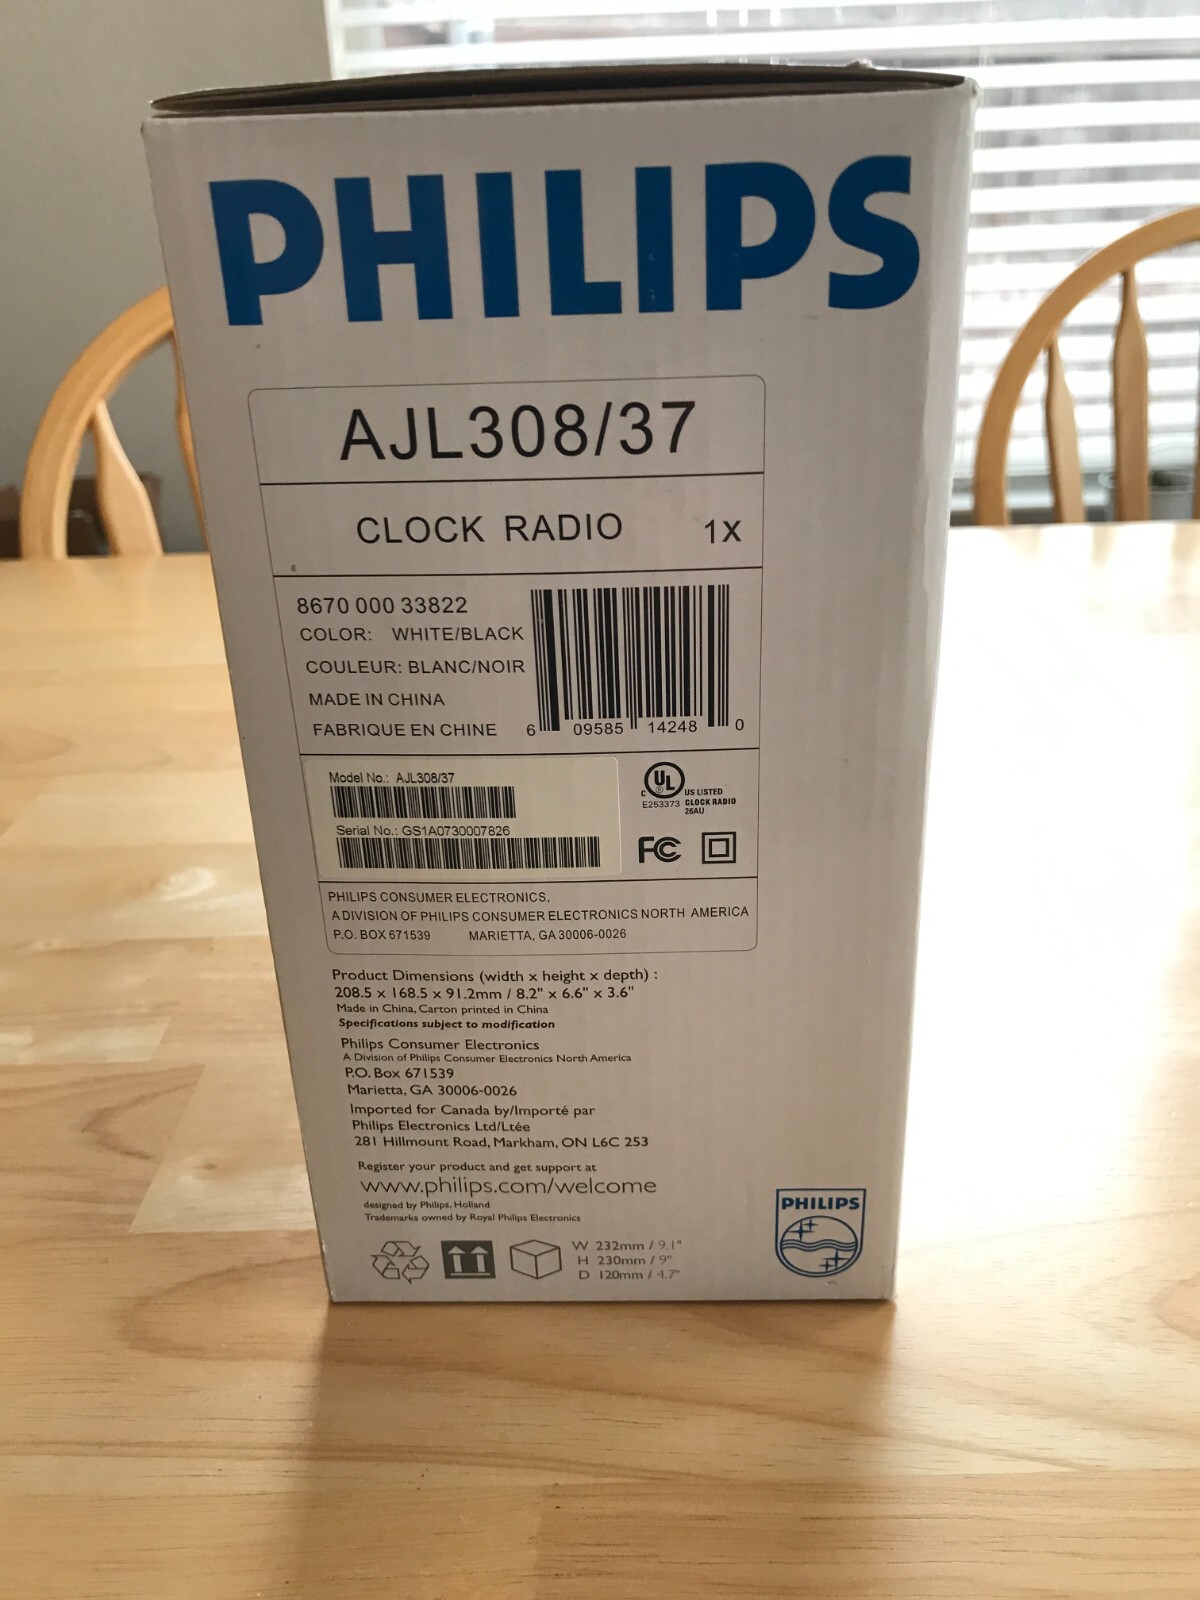 PHILIPS
AJL308/37
CLOCK RADIO 1X
8670 000 33822
COLOR: WHITE/BLACK
COULEUR: BLANC/NOIR
MADE IN CHINA
FABRIQUE EN CHINE
6 09585 14248 0
Model No.: AJL308/37
Serial No.: GS1A0730007826
C UL US LISTED
E253373 CLOCK RADIO
26AU
FC
PHILIPS CONSUMER ELECTRONICS,
A DIVISION OF PHILIPS CONSUMER ELECTRONICS NORTH AMERICA
P.O. BOX 671539 MARIETTA, GA 30006-0026
Product Dimensions (width x height x depth) :
208.5 x 168.5 x 91.2mm / 8.2" x 6.6" x 3.6"
Made in China, Carton printed in China
Specifications subject to modification
Philips Consumer Electronics
A Division of Philips Consumer Electronics North America
P.O. Box 671539
Marietta, GA 30006-0026
Imported for Canada by/Importé par
Philips Electronics Ltd/Ltée
281 Hillmount Road, Markham, ON L6C 2S3
Register your product and get support at
www.philips.com/welcome
designed by Philips, Holland
Trademarks owned by Royal Philips Electronics
W 232mm / 9.1"
H 230mm / 9"
D 120mm / 4.7"
PHILIPS